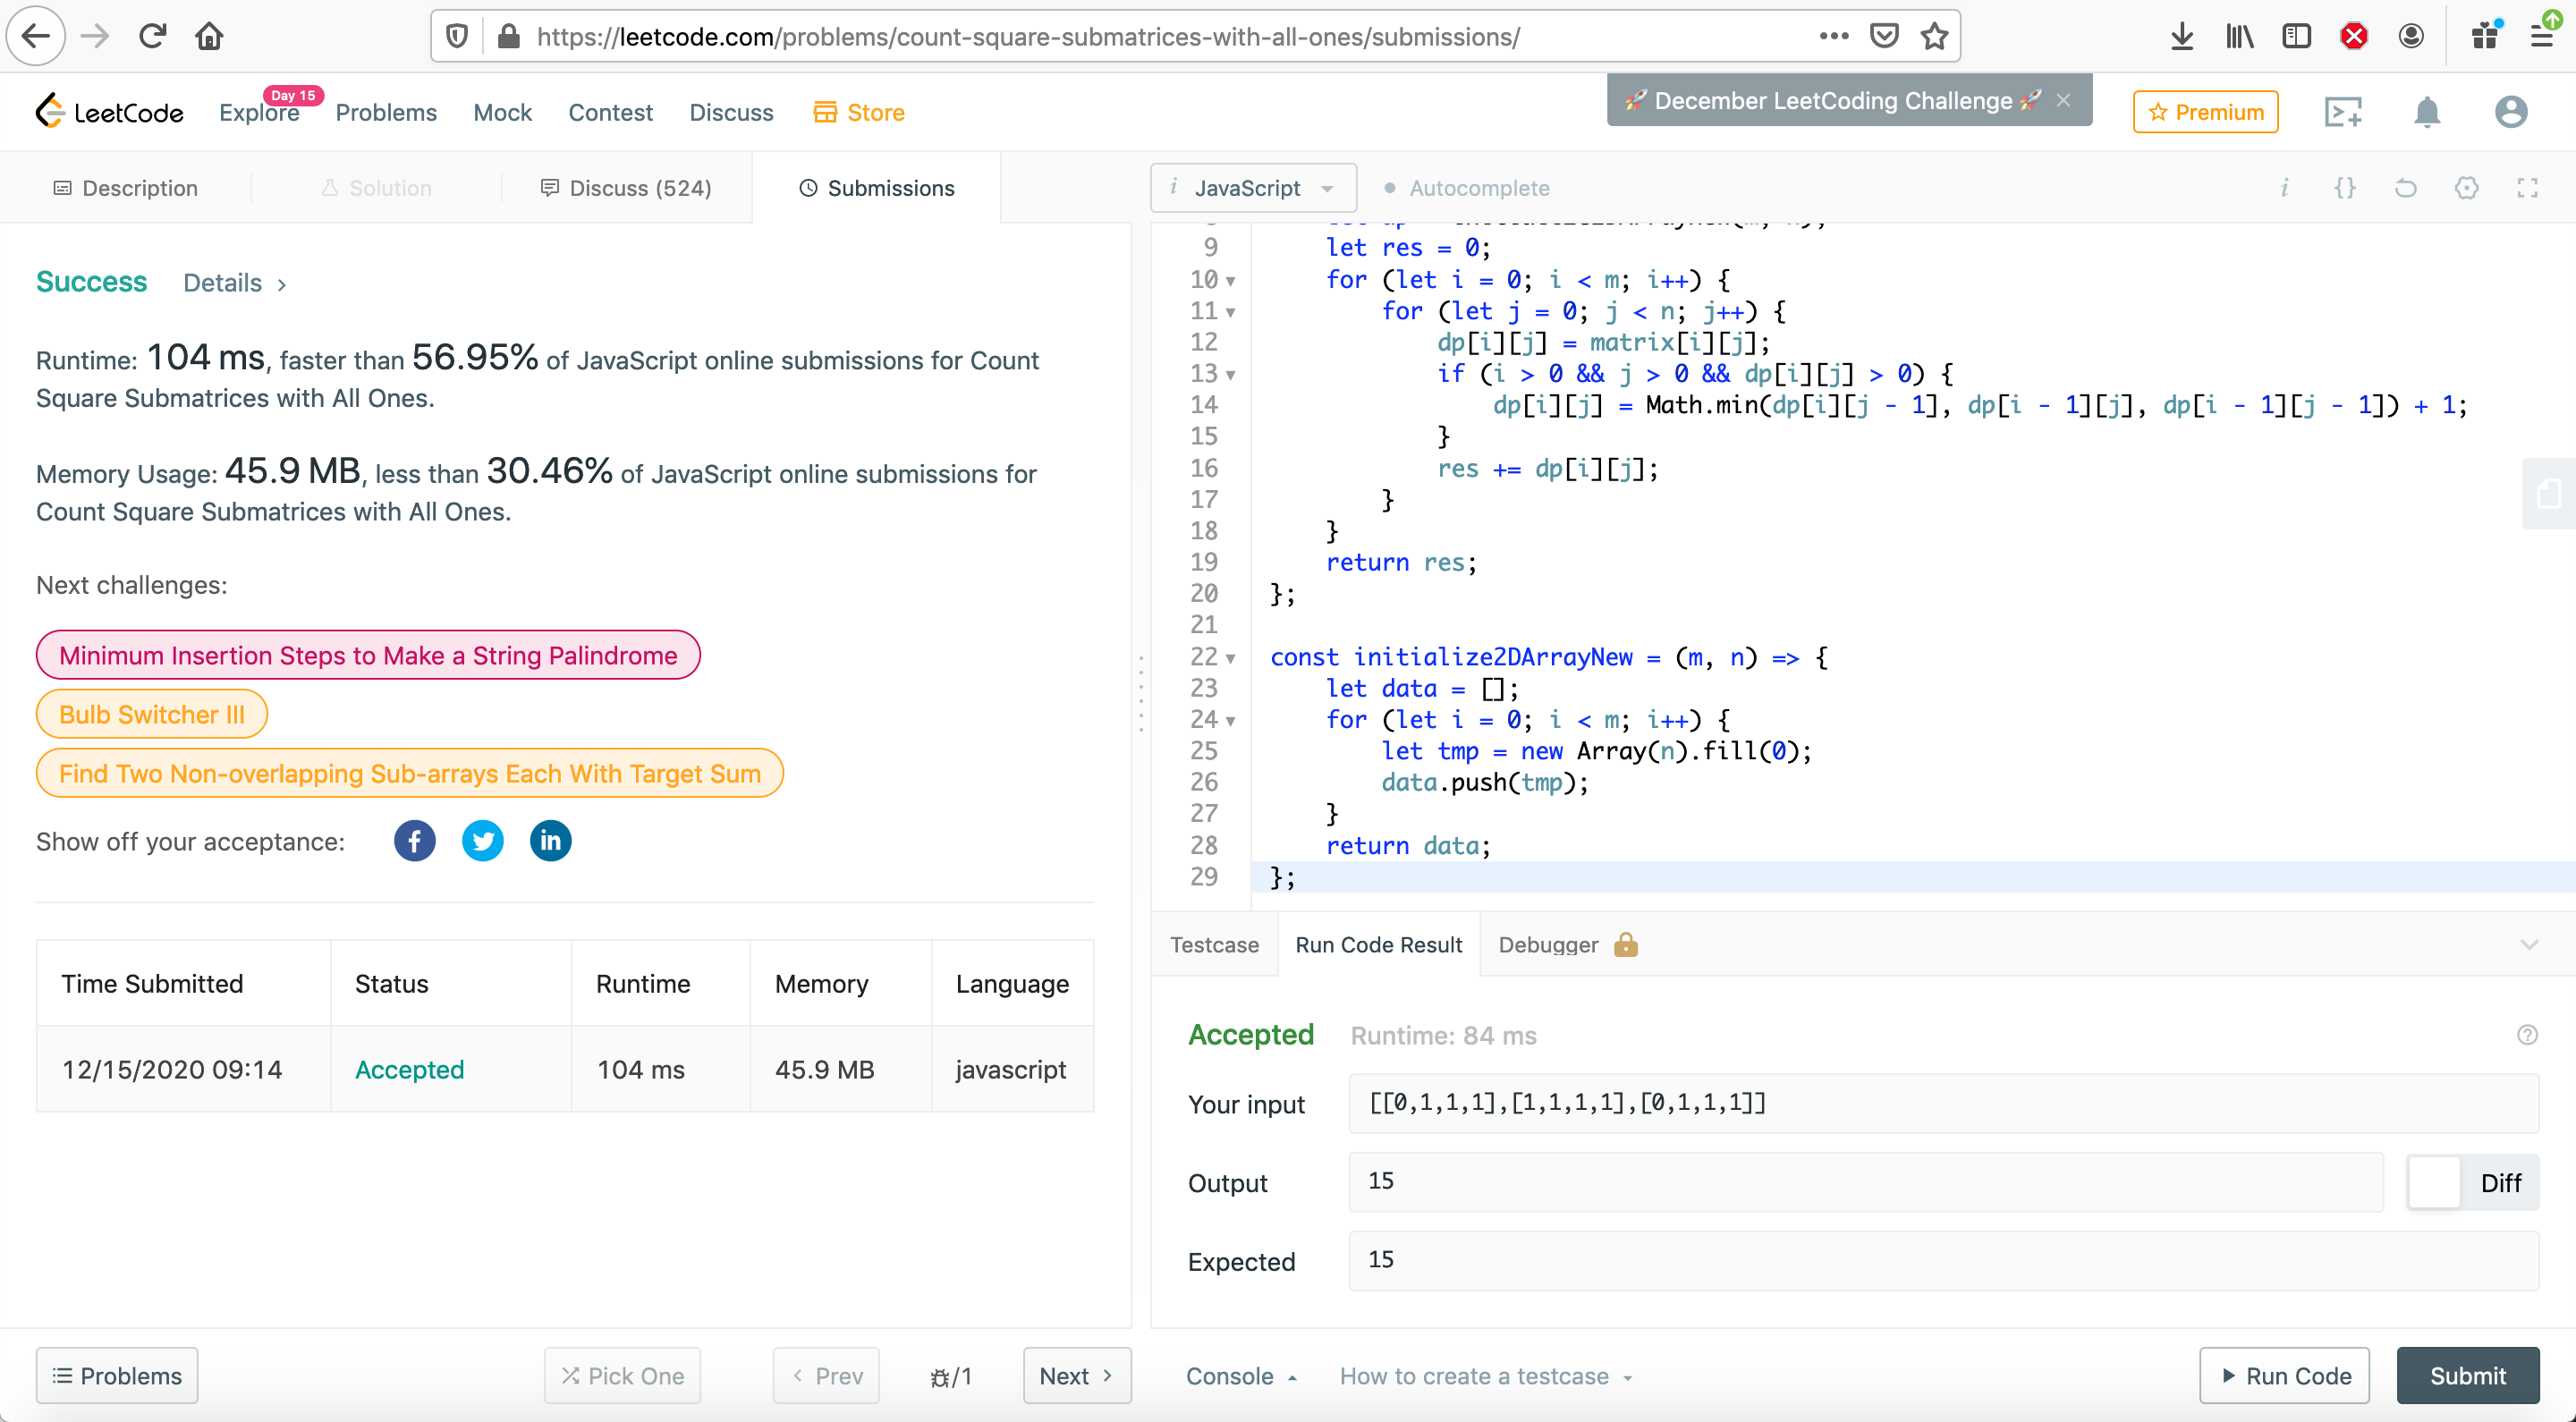 https://leetcode.com/problems/count-square-submatrices-with-all-ones/submissions/
LeetCode
Explore
Day 15
Problems
Mock
Contest
Discuss
Store
🚀 December LeetCoding Challenge 🚀 ×
Premium
Description
Solution
Discuss (524)
Submissions
i JavaScript
Autocomplete
Success Details >
Runtime: 104 ms, faster than 56.95% of JavaScript online submissions for Count
Square Submatrices with All Ones.
Memory Usage: 45.9 MB, less than 30.46% of JavaScript online submissions for
Count Square Submatrices with All Ones.
Next challenges:
Minimum Insertion Steps to Make a String Palindrome
Bulb Switcher III
Find Two Non-overlapping Sub-arrays Each With Target Sum
Show off your acceptance:
Time Submitted Status Runtime Memory Language
12/15/2020 09:14 Accepted 104 ms 45.9 MB javascript
9 let res = 0;
10 for (let i = 0; i < m; i++) {
11 for (let j = 0; j < n; j++) {
12 dp[i][j] = matrix[i][j];
13 if (i > 0 && j > 0 && dp[i][j] > 0) {
14 dp[i][j] = Math.min(dp[i][j - 1], dp[i - 1][j], dp[i - 1][j - 1]) + 1;
15 }
16 res += dp[i][j];
17 }
18 }
19 return res;
20 };
21
22 const initialize2DArrayNew = (m, n) => {
23 let data = [];
24 for (let i = 0; i < m; i++) {
25 let tmp = new Array(n).fill(0);
26 data.push(tmp);
27 }
28 return data;
29 };
Testcase
Run Code Result
Debugger
Accepted Runtime: 84 ms
Your input [[0,1,1,1],[1,1,1,1],[0,1,1,1]]
Output 15
Diff
Expected 15
Problems
Pick One
< Prev
/1
Next >
Console
How to create a testcase
Run Code
Submit